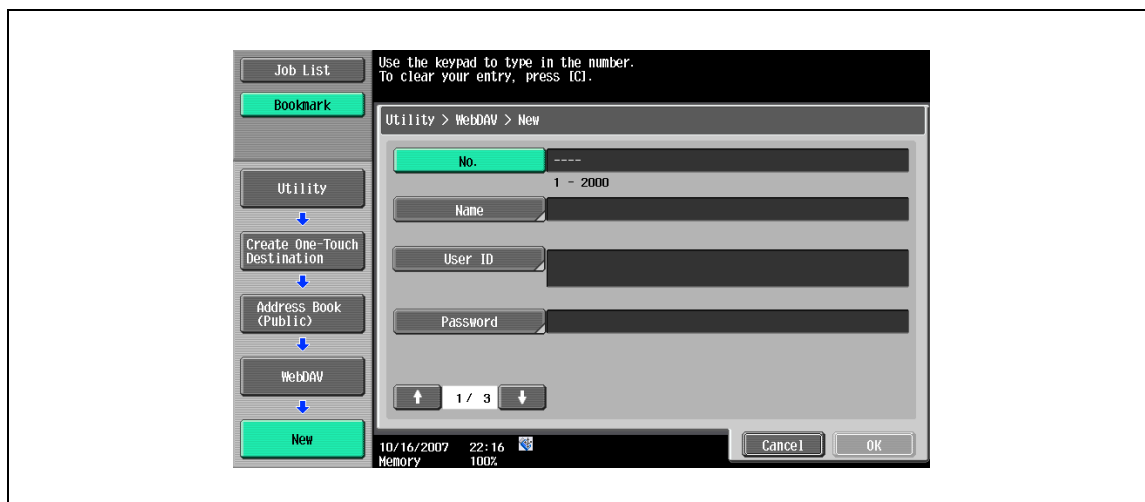 Job List
Bookmark
Utility
Create One-Touch
Destination
Address Book
(Public)
WebDAV
New
Use the keypad to type in the number.
To clear your entry, press [C].
Utility > WebDAV > New
No.
----
1 - 2000
Name
User ID
Password
1/ 3
10/16/2007 22:16
Memory 100%
Cancel
OK